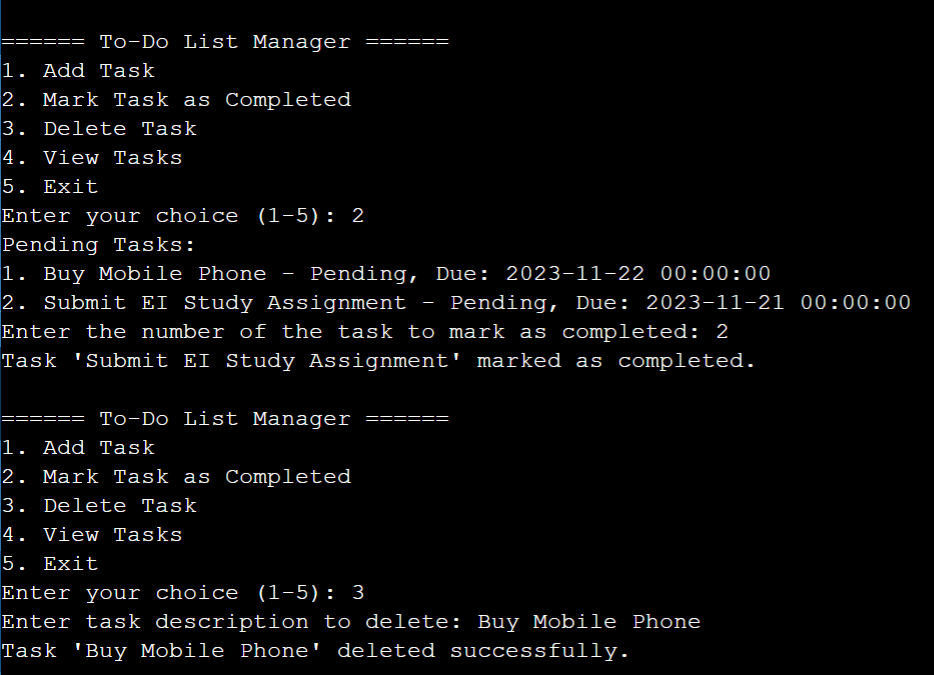 ====== To-Do List Manager ======
1. Add Task
2. Mark Task as Completed
3. Delete Task
4. View Tasks
5. Exit
Enter your choice (1-5): 2
Pending Tasks:
1. Buy Mobile Phone - Pending, Due: 2023-11-22 00:00:00
2. Submit EI Study Assignment - Pending, Due: 2023-11-21 00:00:00
Enter the number of the task to mark as completed: 2
Task 'Submit EI Study Assignment' marked as completed.
====== To-Do List Manager ======
1. Add Task
2. Mark Task as Completed
3. Delete Task
4. View Tasks
5. Exit
Enter your choice (1-5): 3
Enter task description to delete: Buy Mobile Phone
Task 'Buy Mobile Phone' deleted successfully.